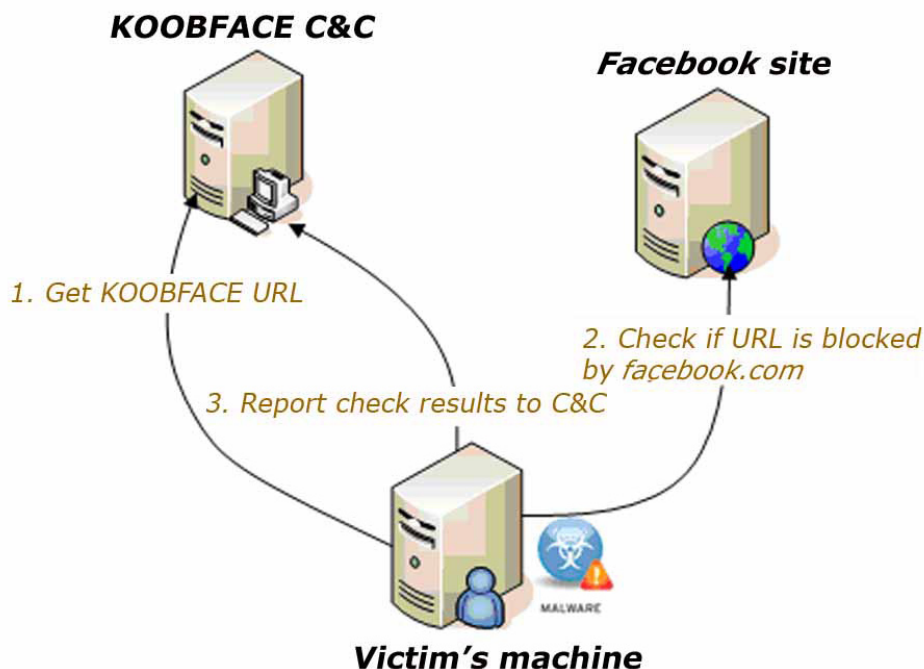 KOOBFACE C&C
Facebook site
1. Get KOOBFACE URL
2. Check if URL is blocked
by facebook.com
3. Report check results to C&C
MALWARE
Victim's machine